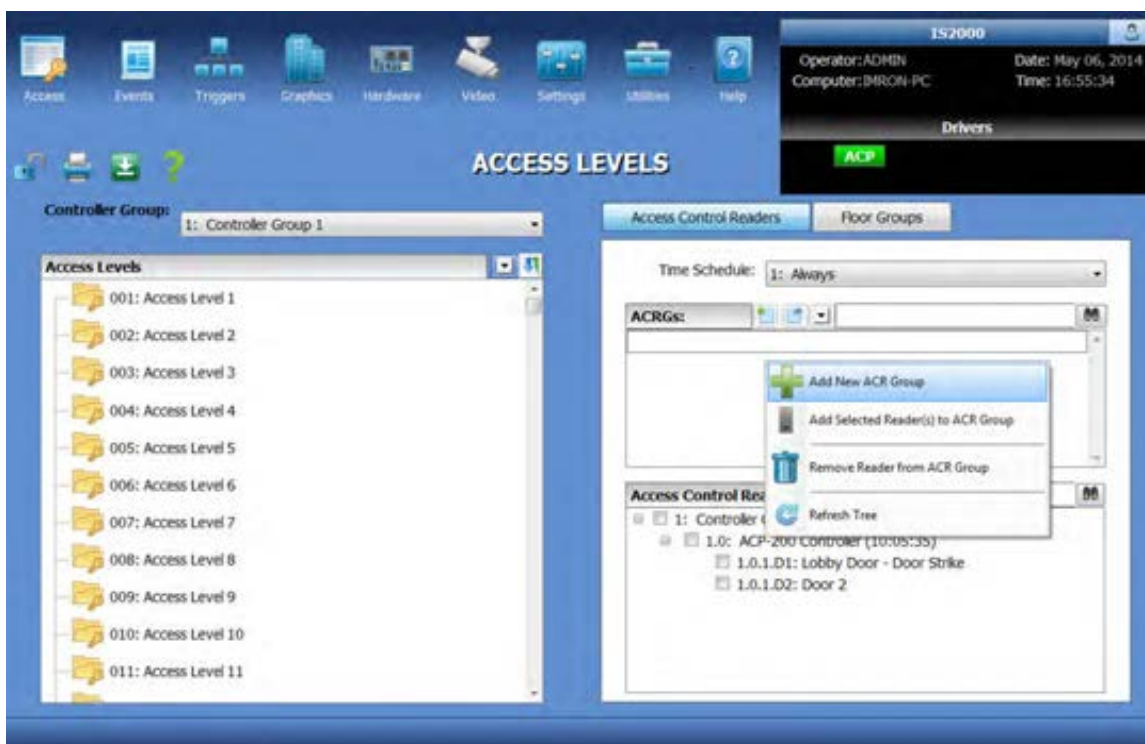 IS2000
Operator:ADMIN Date: May 06, 2014
Computer:IMRON-PC Time: 16:55:34
Access Events Triggers Graphics Hardware Video Settings Utilities Help
Drivers
ACP
ACCESS LEVELS
Controller Group:
1: Controller Group 1
Access Levels
001: Access Level 1
002: Access Level 2
003: Access Level 3
004: Access Level 4
005: Access Level 5
006: Access Level 6
007: Access Level 7
008: Access Level 8
009: Access Level 9
010: Access Level 10
011: Access Level 11
Access Control Readers Floor Groups
Time Schedule: 1: Always
ACRGs:
Add New ACR Group
Add Selected Reader(s) to ACR Group
Remove Reader from ACR Group
Refresh Tree
Access Control Rea
1: Controller
1.0: ACP-200 Controller (10:05:35)
1.0.1.D1: Lobby Door - Door Strike
1.0.1.D2: Door 2